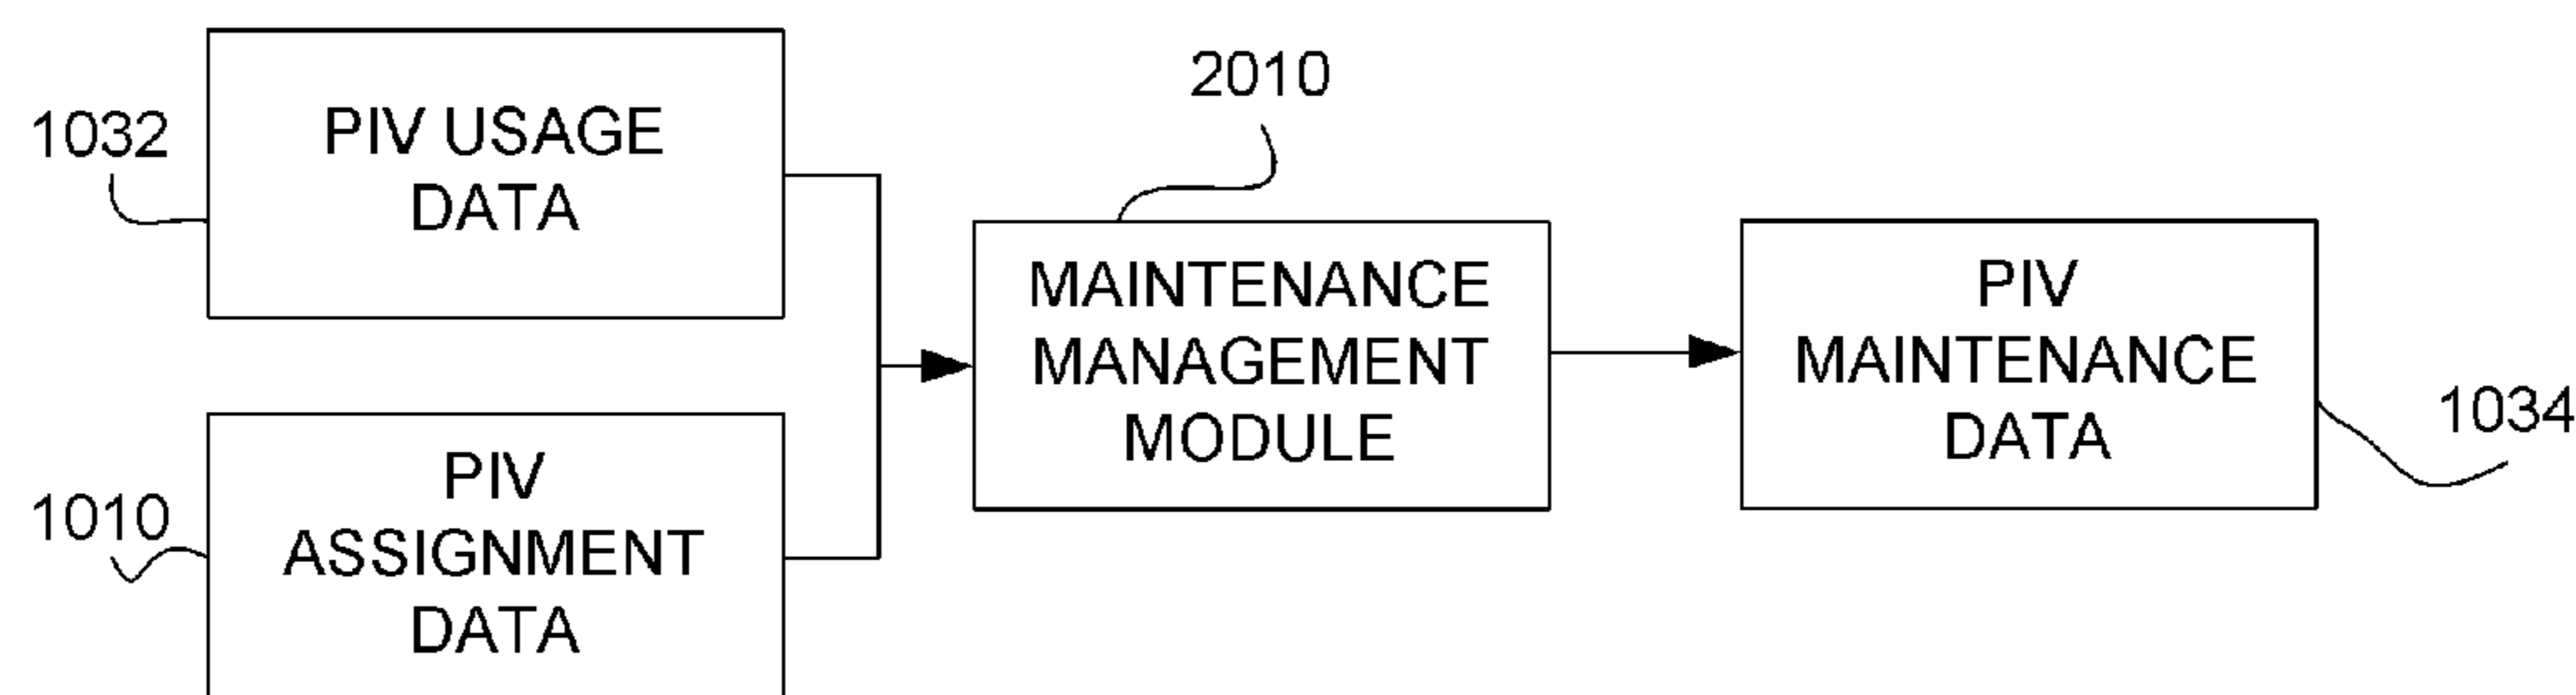 1032
PIV USAGE
DATA
1010
PIV
ASSIGNMENT
DATA
2010
MAINTENANCE
MANAGEMENT
MODULE
PIV
MAINTENANCE
DATA
1034